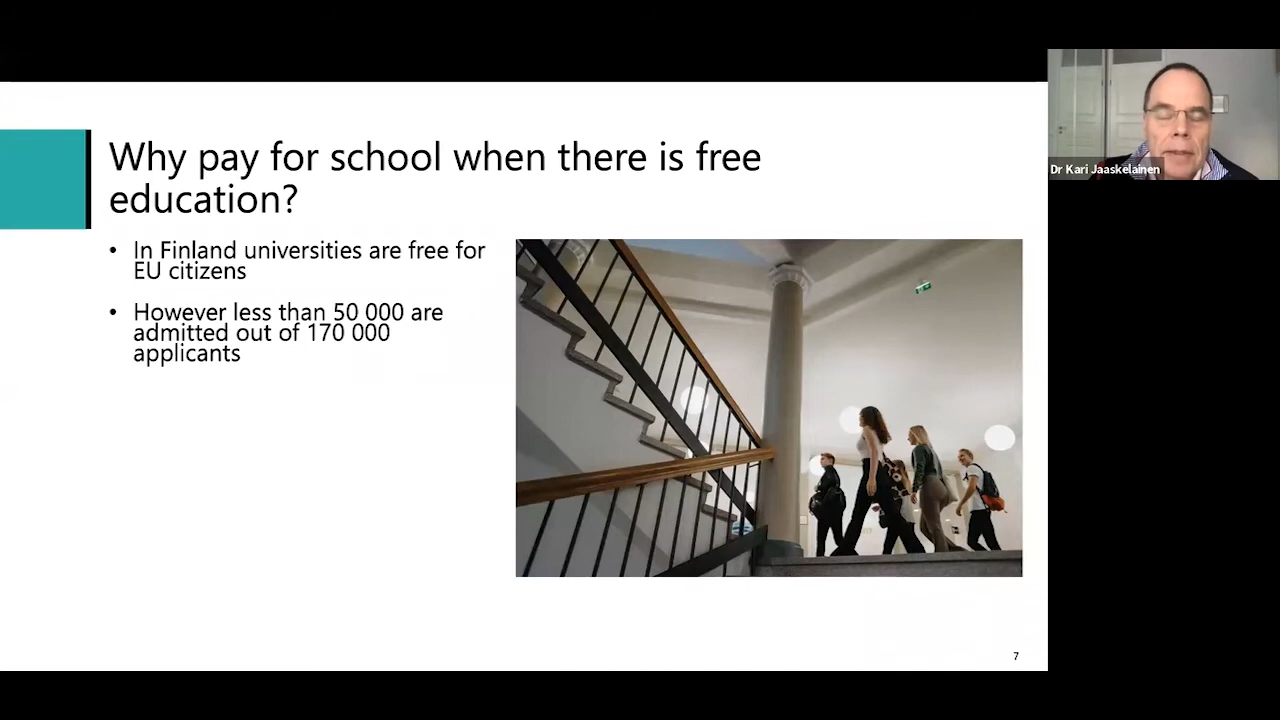 Why pay for school when there is free
education?
• In Finland universities are free for
EU citizens
• However less than 50 000 are
admitted out of 170 000
applicants
7
Dr Kari Jaaskelainen